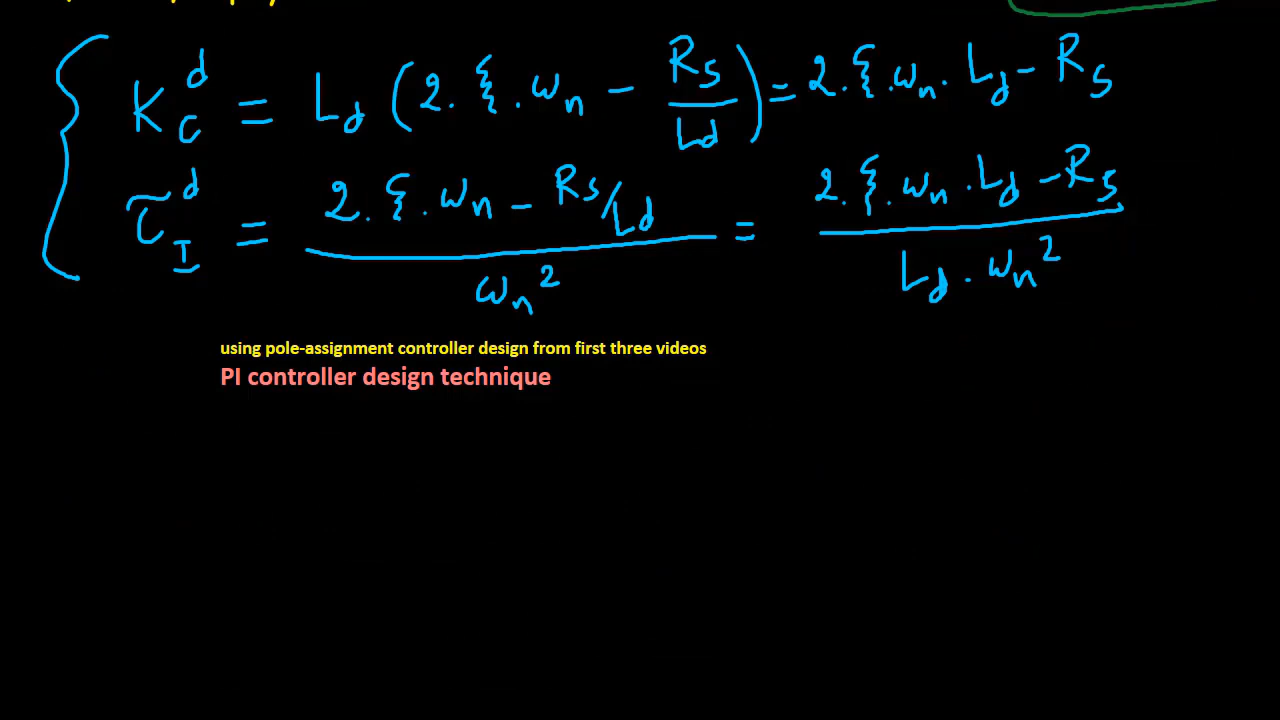 K_C^d = L_d (2.ξ.ω_n − R_s/L_d) = 2.ξ.ω_n.L_d − R_s
τ_I^d = (2.ξ.ω_n − R_s/L_d)/ω_n^2 = (2.ξ.ω_n.L_d − R_s)/(L_d.ω_n^2)
using pole-assignment controller design from first three videos
PI controller design technique